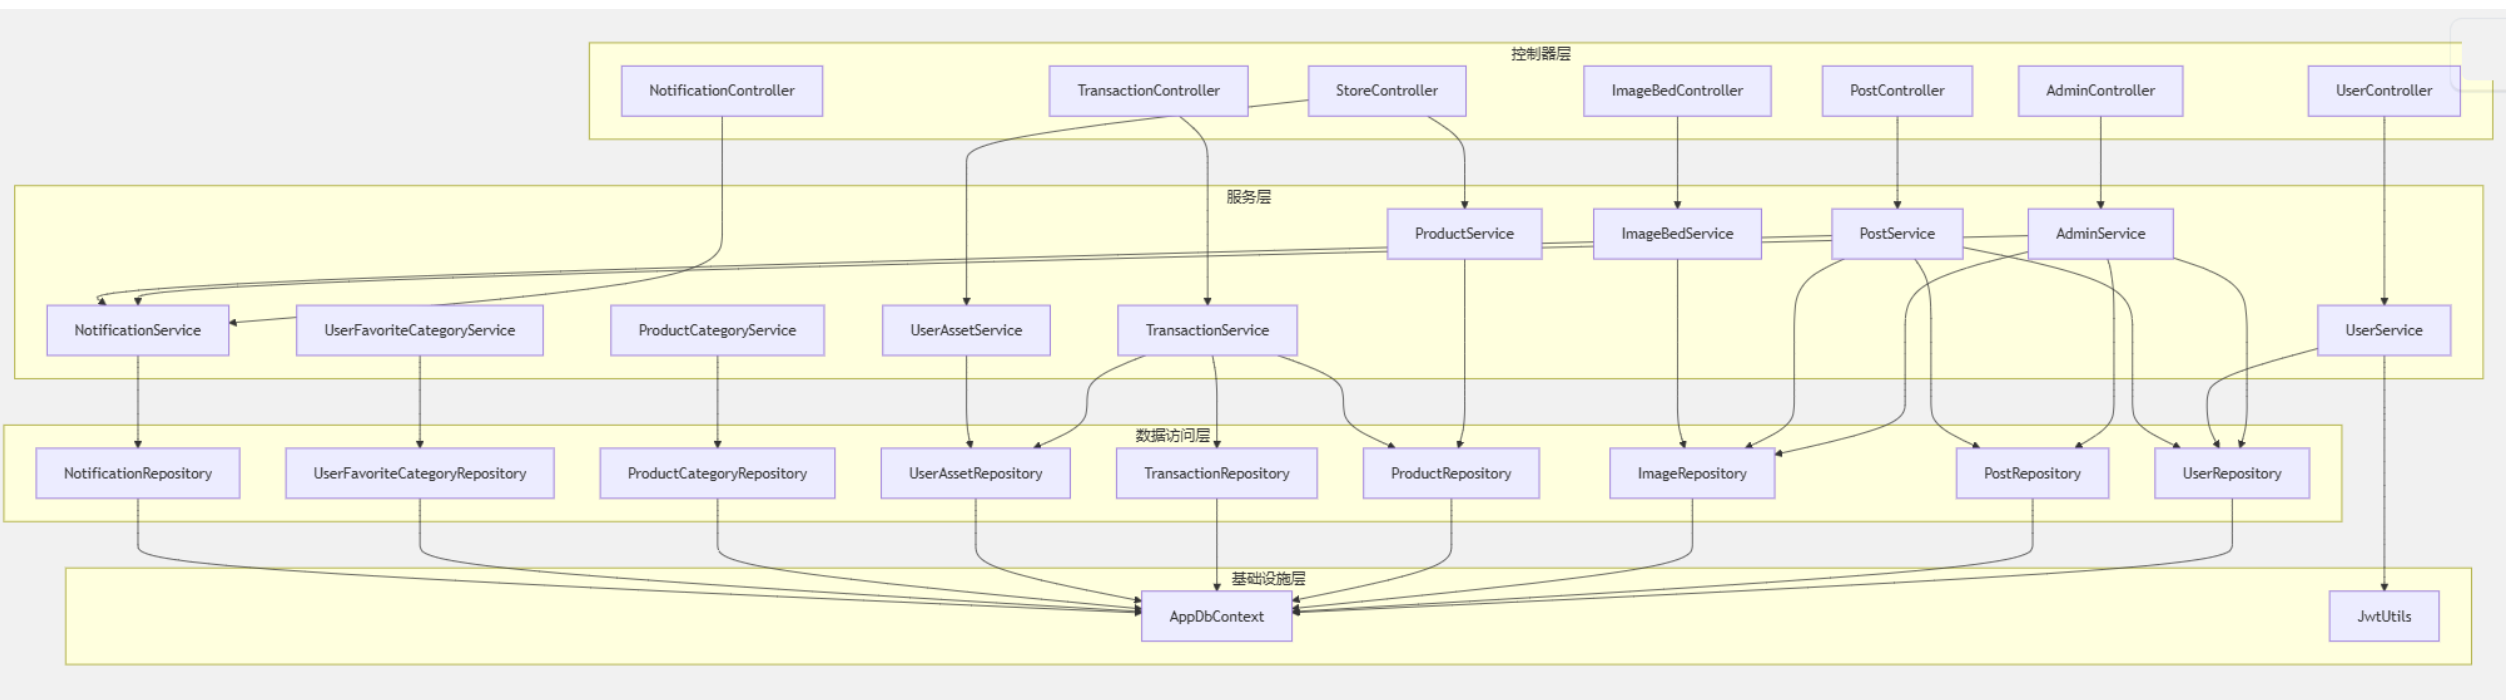 控制器层
NotificationController
TransactionController
StoreController
ImageBedController
PostController
AdminController
UserController
服务层
ProductService
ImageBedService
PostService
AdminService
NotificationService
UserFavoriteCategoryService
ProductCategoryService
UserAssetService
TransactionService
UserService
数据访问层
NotificationRepository
UserFavoriteCategoryRepository
ProductCategoryRepository
UserAssetRepository
TransactionRepository
ProductRepository
ImageRepository
PostRepository
UserRepository
基础设施层
AppDbContext
JwtUtils